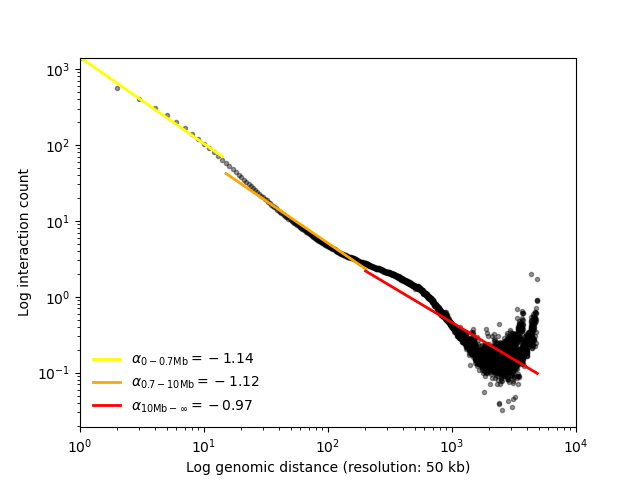 10³
10²
10¹
10⁰
10⁻¹
Log interaction count
α₀₋₀.₇Mb = −1.14
α₀.₇₋₁₀Mb = −1.12
α₁₀Mb₋∞ = −0.97
10⁰ 10¹ 10² 10³ 10⁴
Log genomic distance (resolution: 50 kb)